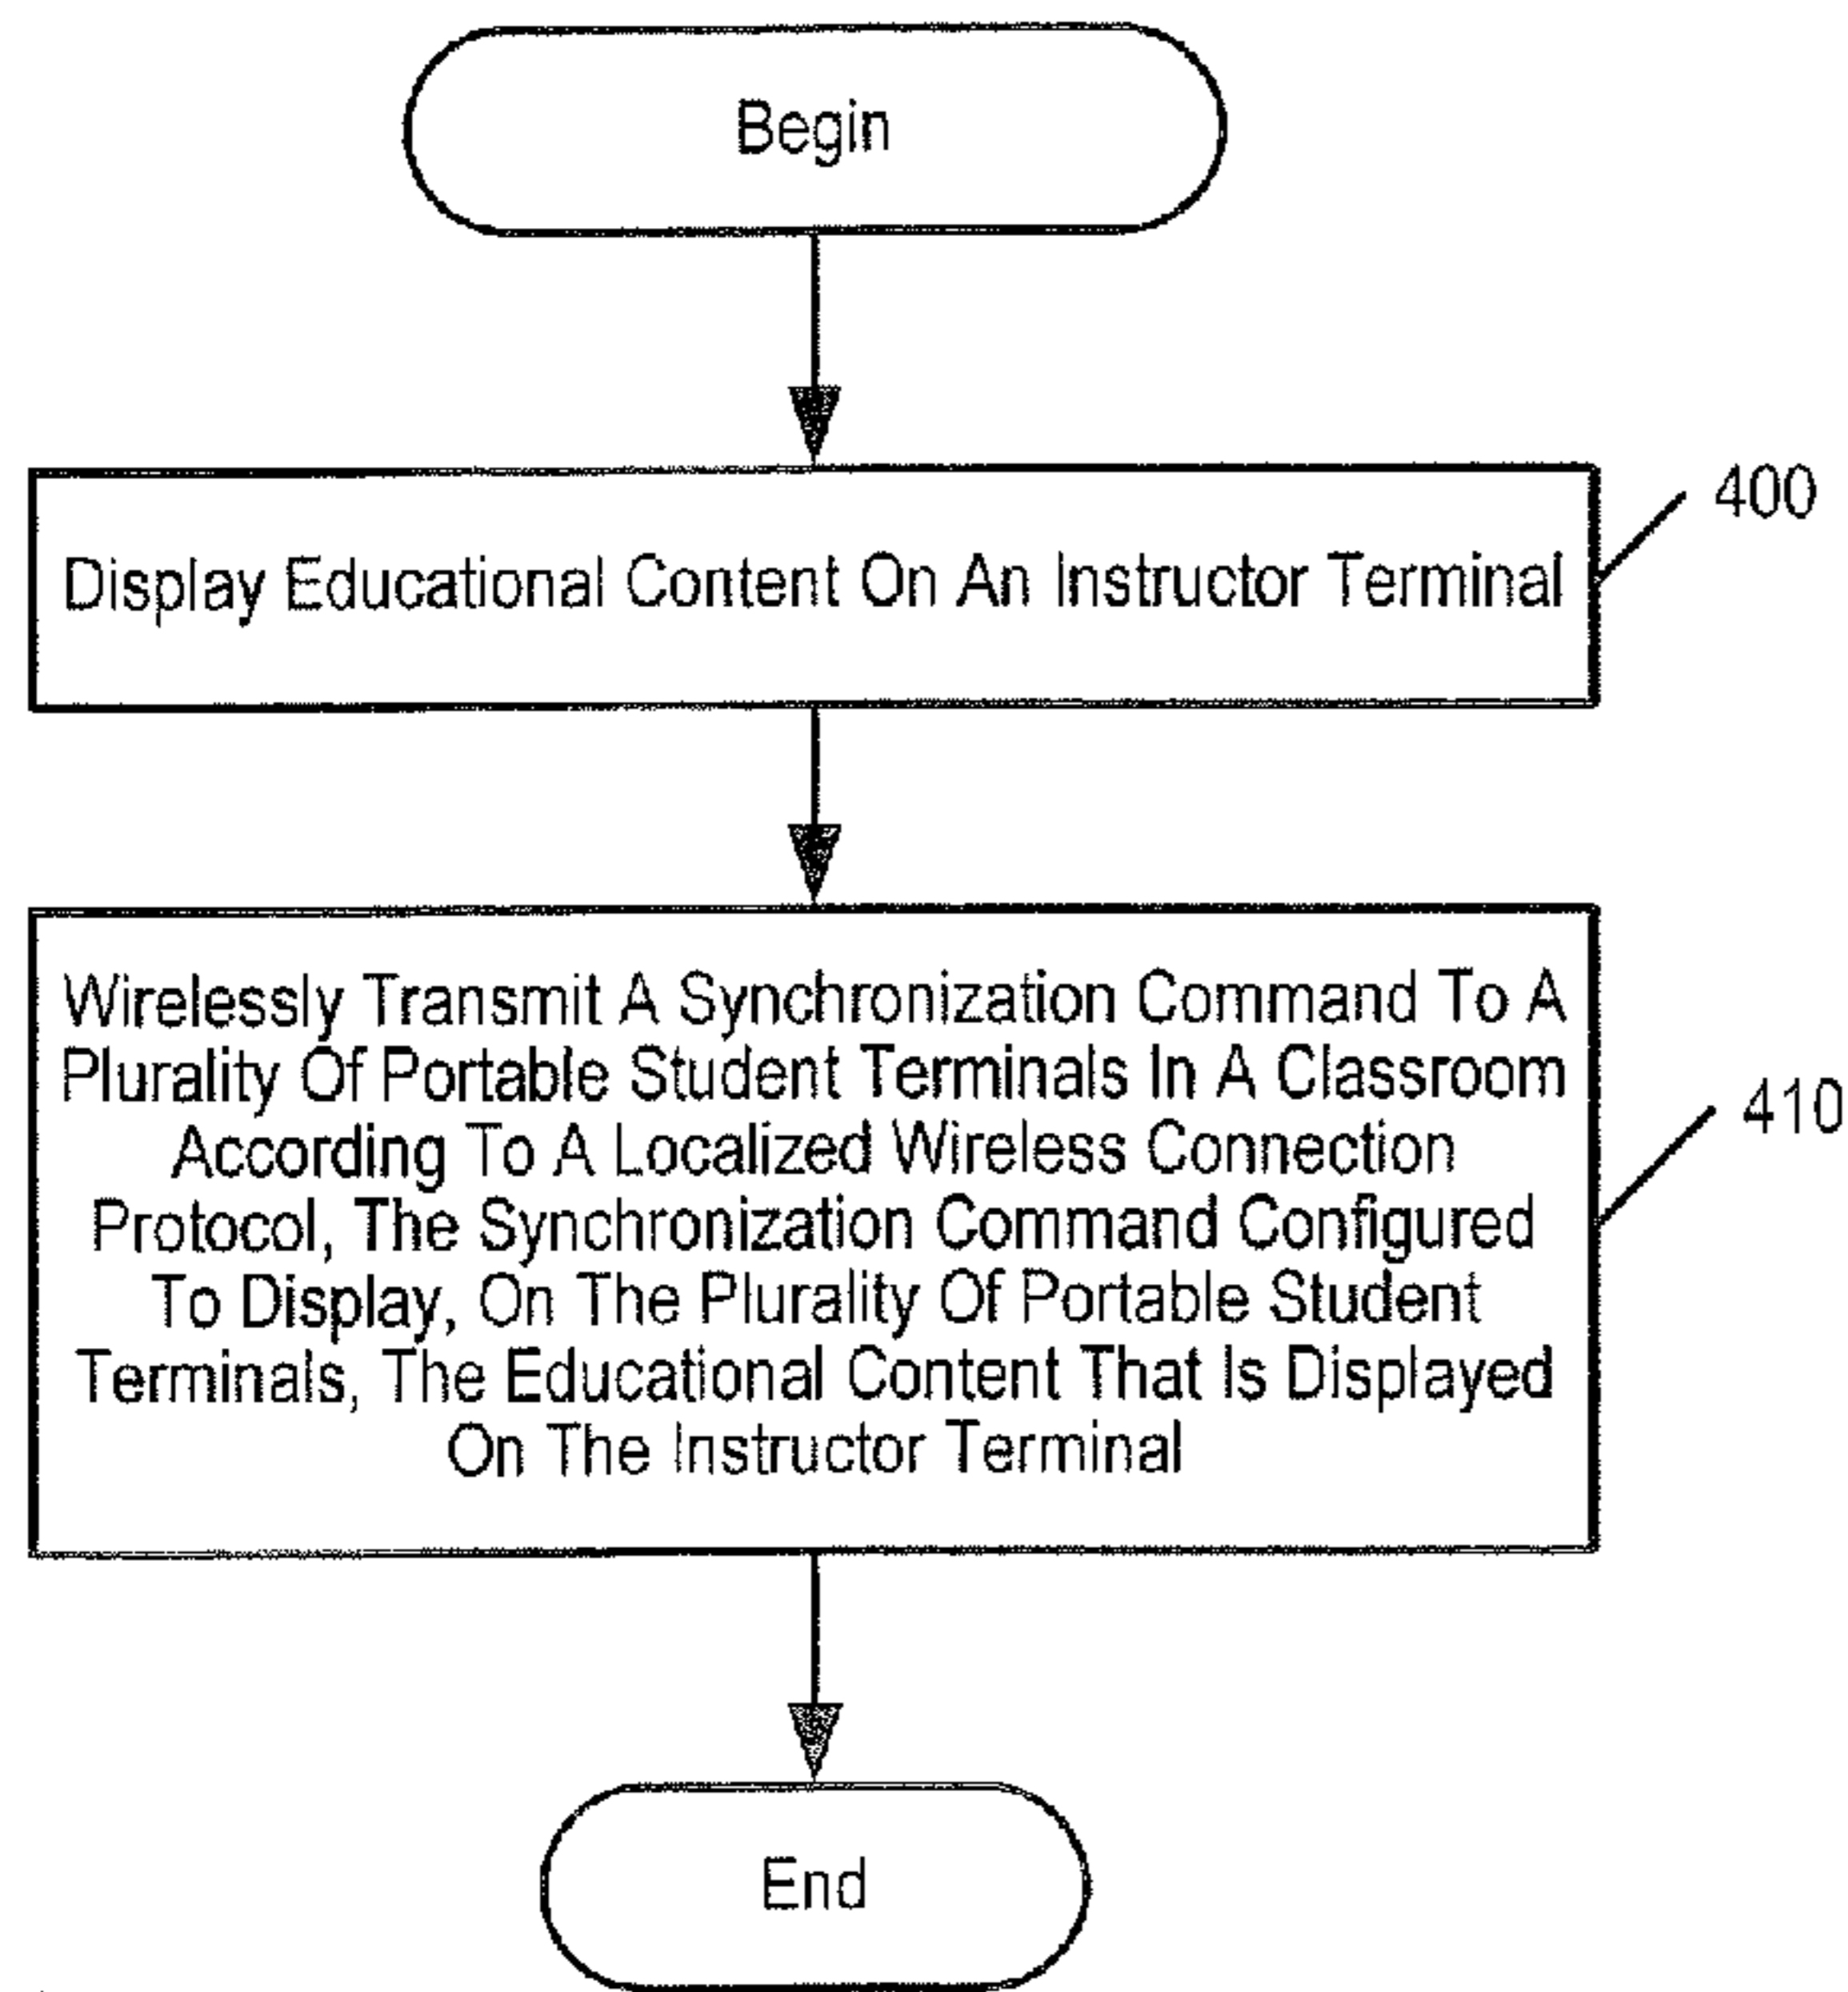 Begin
400
Display Educational Content On An Instructor Terminal
Wirelessly Transmit A Synchronization Command To A
Plurality Of Portable Student Terminals In A Classroom
According To A Localized Wireless Connection
Protocol, The Synchronization Command Configured
To Display, On The Plurality Of Portable Student
Terminals, The Educational Content That Is Displayed
On The Instructor Terminal
410
End